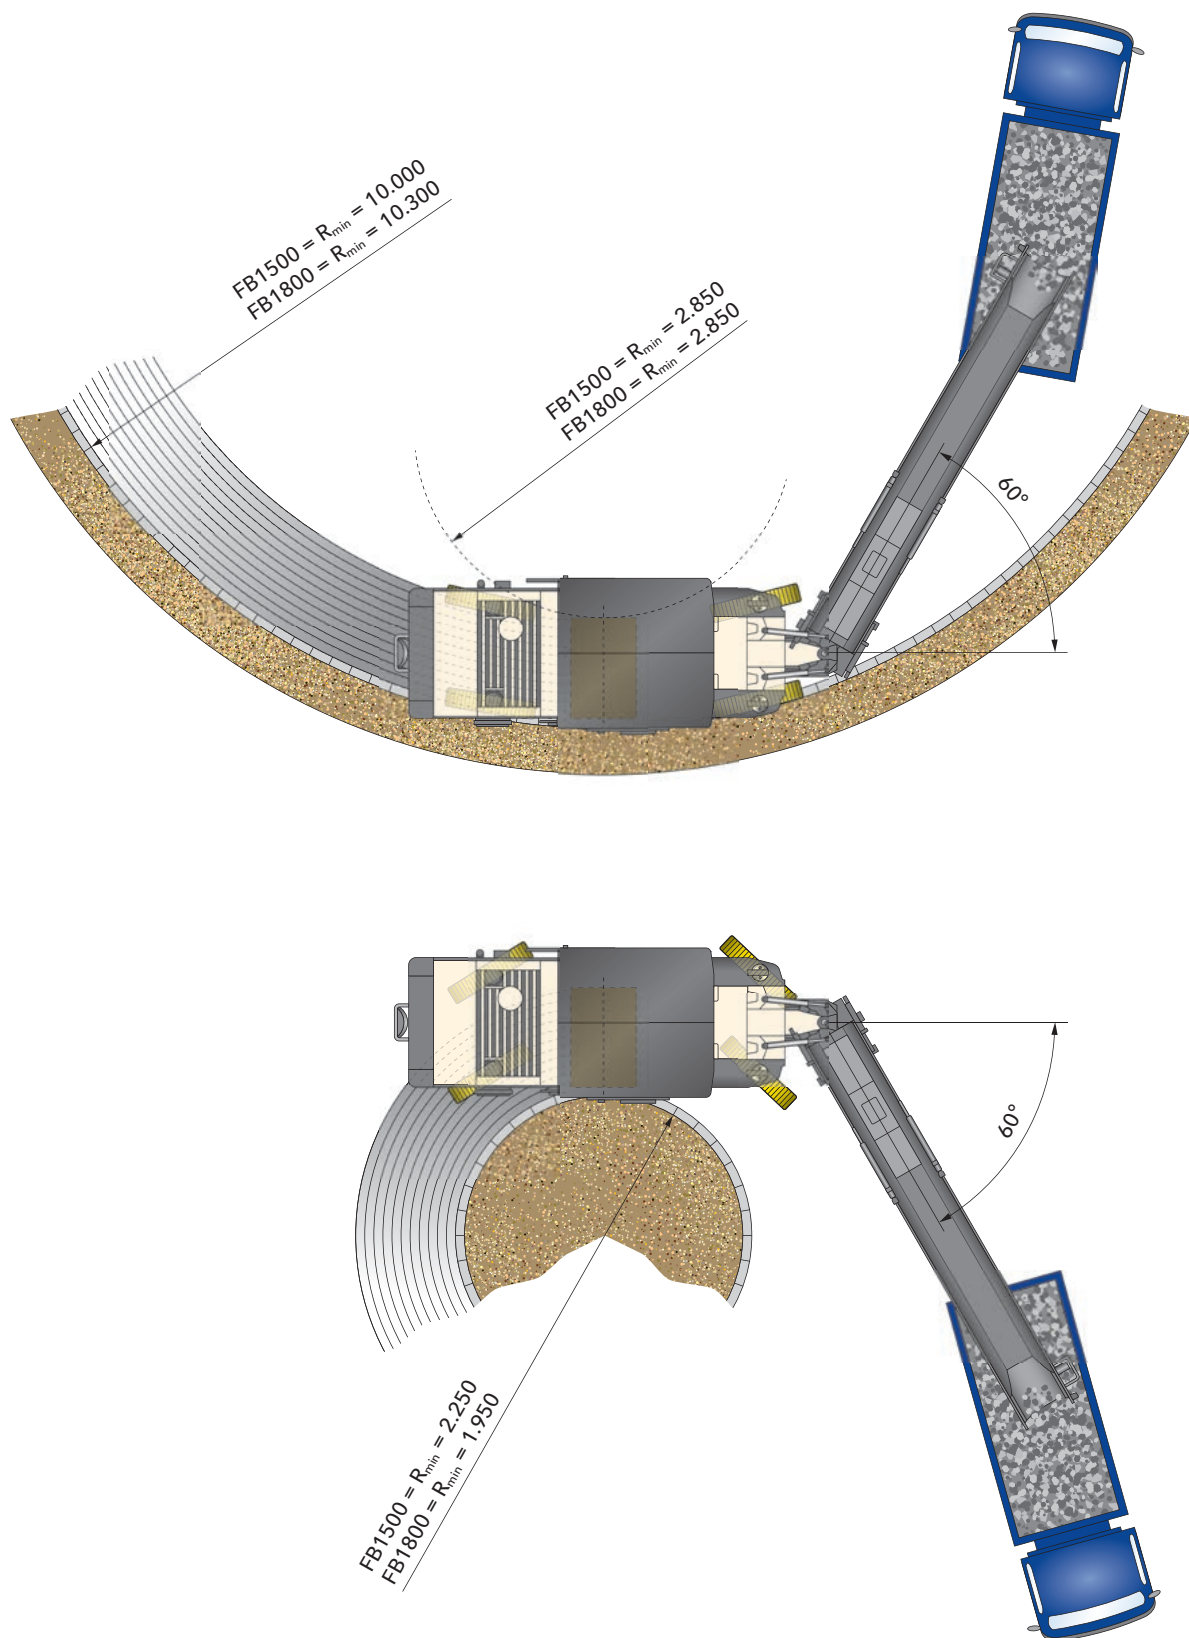 FB1500 = Rmin = 10.000
FB1800 = Rmin = 10.300
FB1500 = Rmin = 2.850
FB1800 = Rmin = 2.850
60°
60°
FB1500 = Rmin = 2.250
FB1800 = Rmin = 1.950